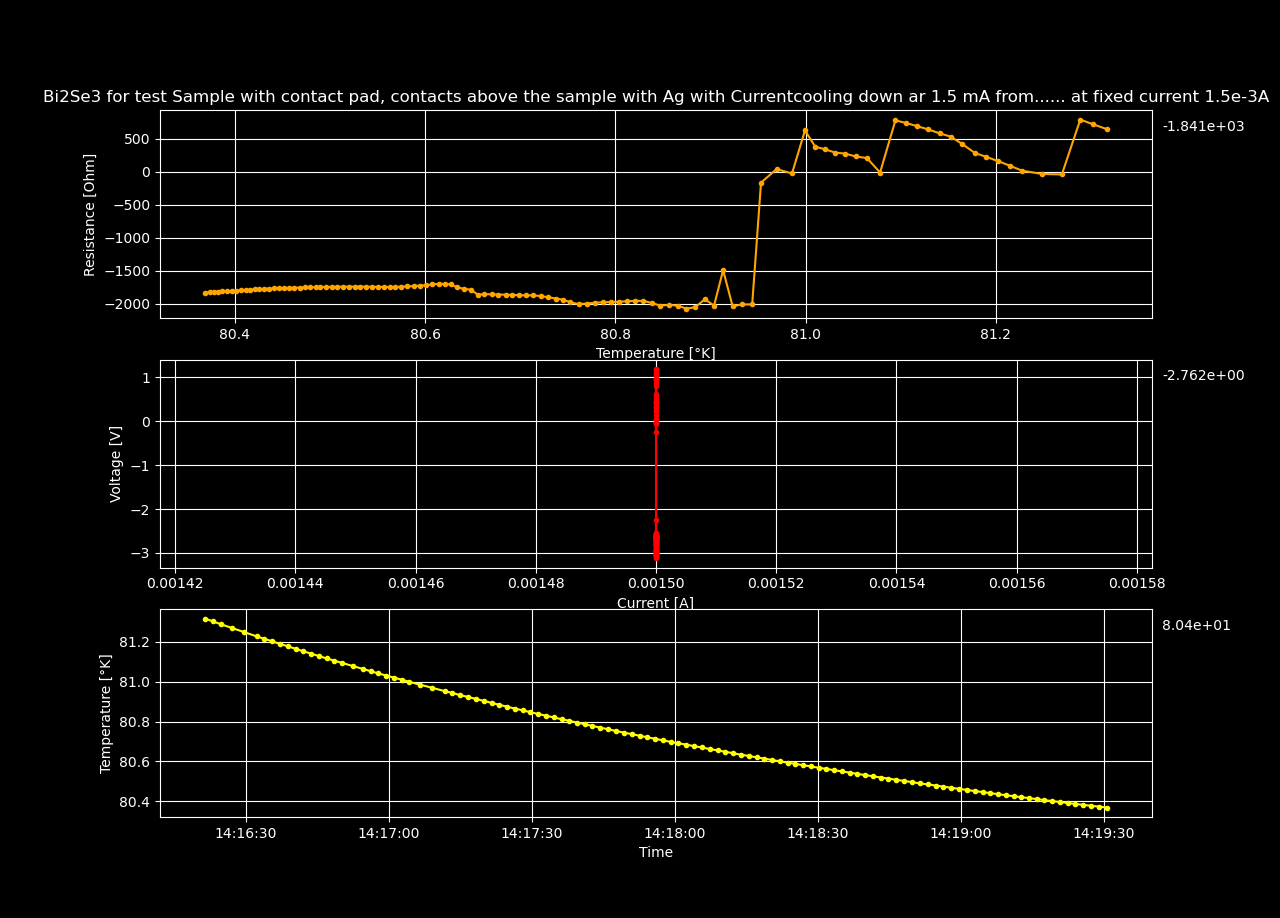 Bi2Se3 for test Sample with contact pad, contacts above the sample with Ag with Currentcooling down ar 1.5 mA from...... at fixed current 1.5e-3A
-1.841e+03
500
0
−500
−1000
−1500
−2000
Resistance [Ohm]
80.4 80.6 80.8 81.0 81.2
Temperature [°K]
-2.762e+00
1
0
−1
−2
−3
Voltage [V]
0.00142 0.00144 0.00146 0.00148 0.00150 0.00152 0.00154 0.00156 0.00158
Current [A]
8.04e+01
81.2
81.0
80.8
80.6
80.4
Temperature [°K]
14:16:30 14:17:00 14:17:30 14:18:00 14:18:30 14:19:00 14:19:30
Time